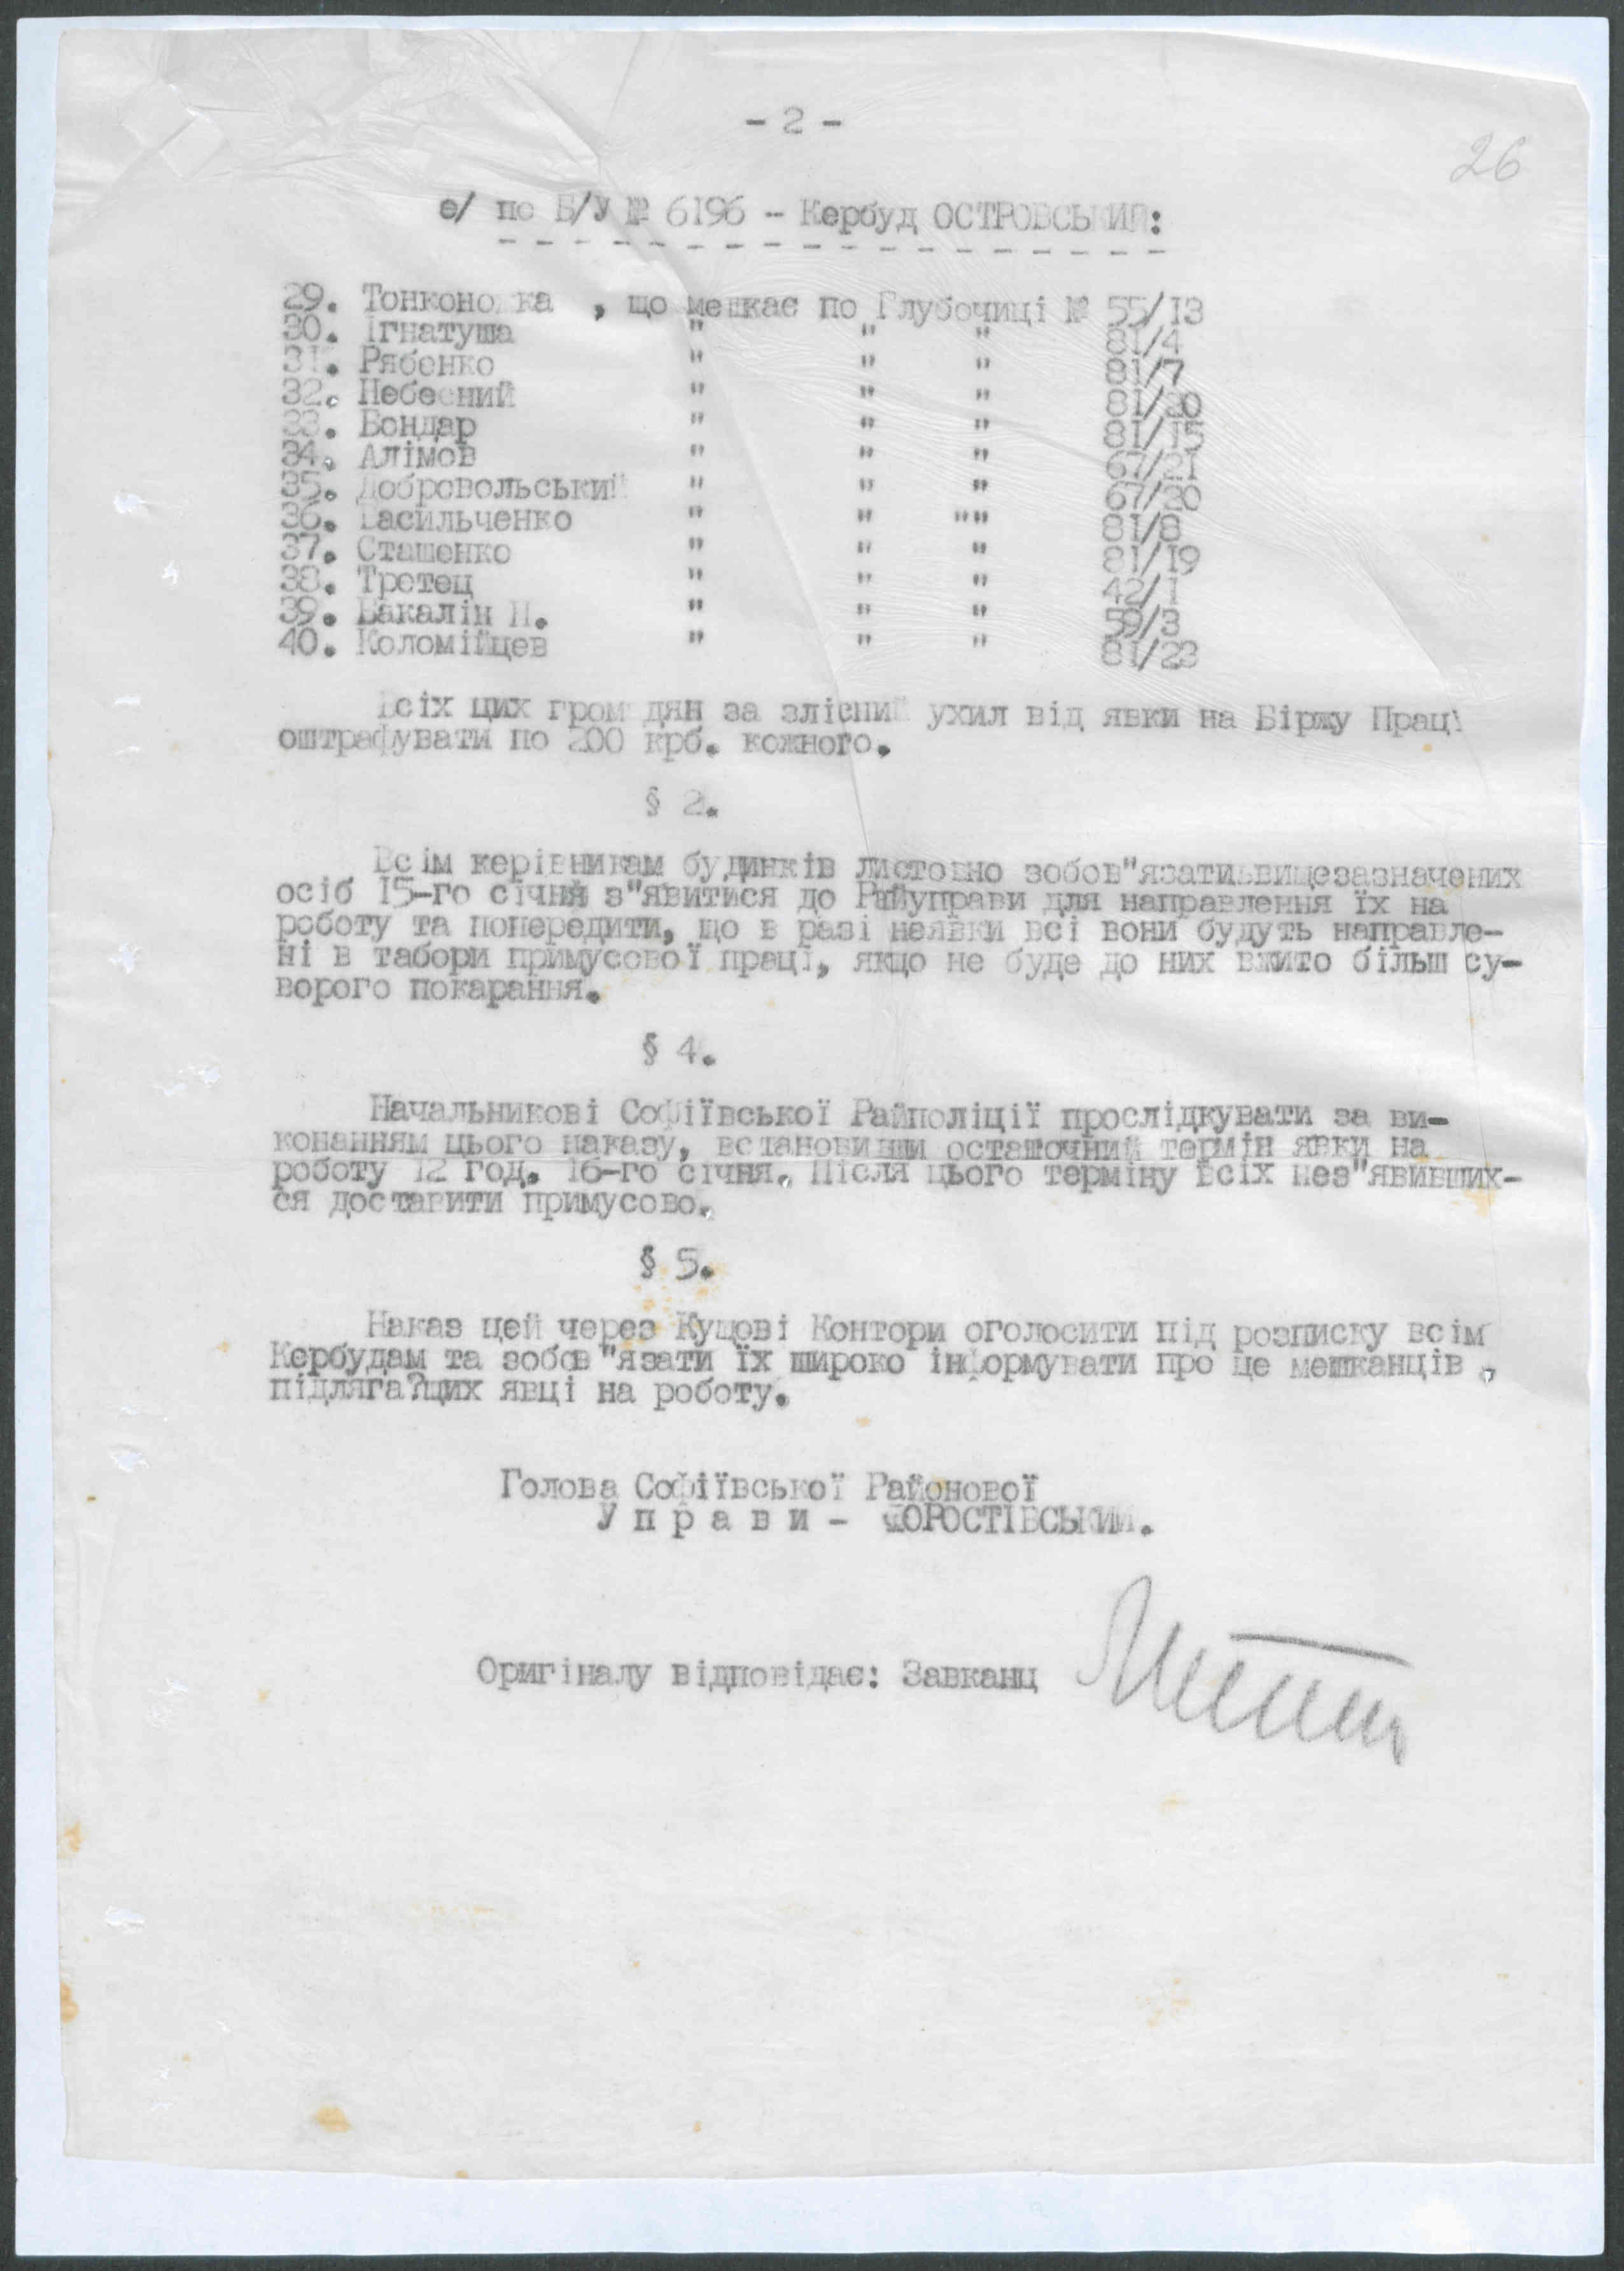 - 2 -
26
е/ по Б/У № 6196 -- Кербуд ОСТРОВСЬКИЙ:
29. Тонконо ка , що мешкає по Глубочиці № 55/13
30. Ігнатуша " " " 81/4
31. Рябенко " " " 81/7
32. Небесний " " " 81/30
33. Бондар " " " 81/15
34. Алімов " " " 67/21
35. Добровольський " " " 67/20
36. Васильченко " " "" 81/8
37. Сташенко " " " 81/19
38. Третец " " " 42/1
39. Бакалін П. " " " 59/3
40. Коломійцев " " " 81/23
Всіх цих громадян за злісний ухил від явки на Біржу Праці
оштрафувати по 200 крб. кожного.
§ 2.
Всім керівникам будинків листовно зобов"язати вищезазначених
осіб 15-го січня з"явитися до Райуправи для направлення їх на
роботу та попередити, що в разі неявки всі вони будуть направле-
ні в табори примусової праці, якщо не буде до них вжито більш су-
ворого покарання.
§ 4.
Начальникові Софіївської Райполіції прослідкувати за ви-
конанням цього наказу, встановивши остаточний термін явки на
роботу 12 год. 16-го січня. Після цього терміну всіх нез"явивших-
ся доставити примусово.
§ 5.
Наказ цей через Кущові Контори оголосити під розписку всім
Кербудам та зобов"язати їх широко інформувати про це мешканців ,
підляга?щих явці на роботу.
Голова Софіївської Районової
У п р а в и - ФОРОСТІВСЬКИЙ.
Оригіналу відповідає: Завканц